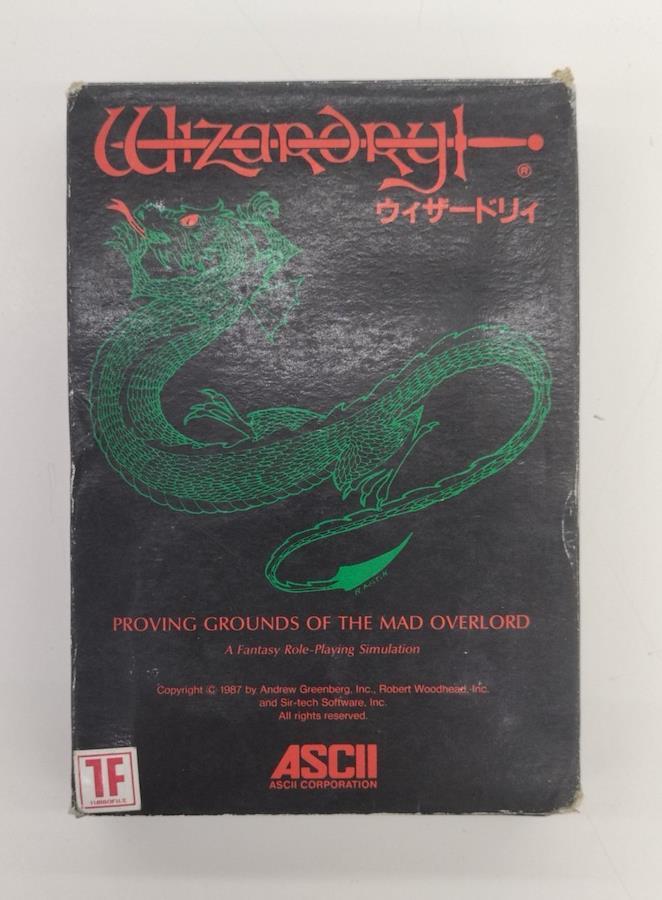 Wizardry
®
ウィザードリィ
PROVING GROUNDS OF THE MAD OVERLORD
A Fantasy Role-Playing Simulation
Copyright © 1987 by Andrew Greenberg, Inc., Robert Woodhead, Inc.
and Sir-tech Software, Inc.
All rights reserved.
TF
TURBOFILE
ASCII
ASCII CORPORATION